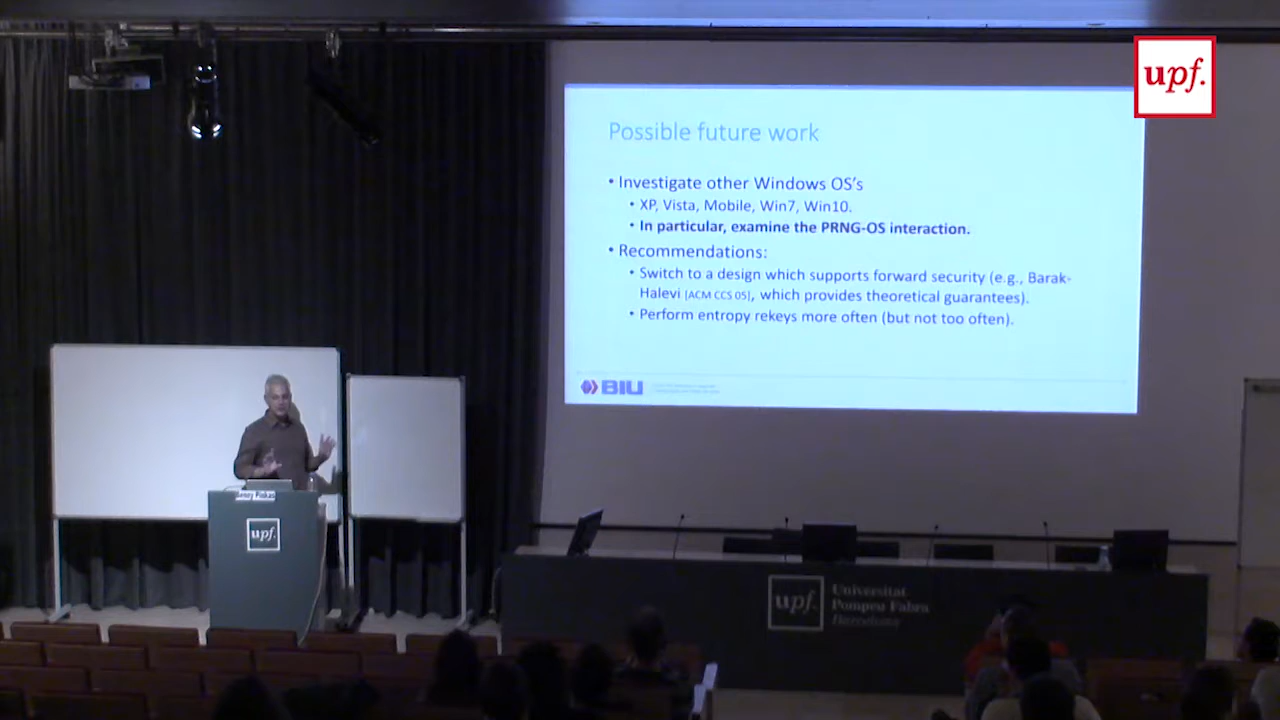 upf.
Possible future work
• Investigate other Windows OS's
• XP, Vista, Mobile, Win7, Win10.
• In particular, examine the PRNG-OS interaction.
• Recommendations:
• Switch to a design which supports forward security (e.g., Barak-
Halevi [ACM CCS 05], which provides theoretical guarantees).
• Perform entropy rekeys more often (but not too often).
BIU
Benny Pinkas
upf.
upf.
Universitat
Pompeu Fabra
Barcelona